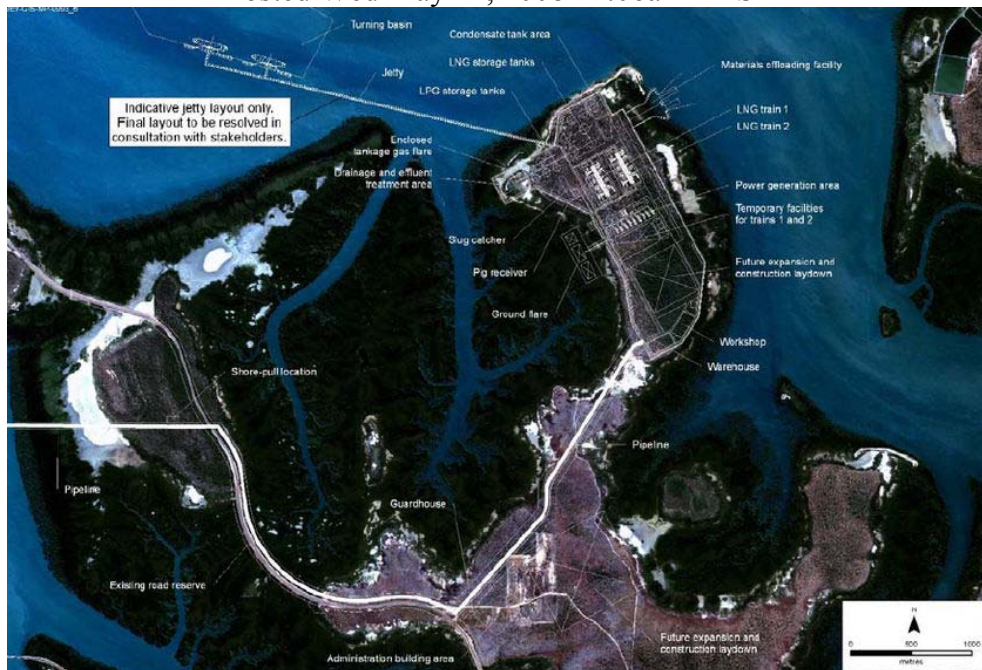 Turning basin
Condensate tank area
Jetty
LNG storage tanks
Materials offloading facility
LPG storage tanks
Indicative jetty layout only.
Final layout to be resolved in
consultation with stakeholders.
LNG train 1
LNG train 2
Enclosed
tankage gas flare
Drainage and effluent
treatment area
Power generation area
Temporary facilities
for trains 1 and 2
Slug catcher
Pig receiver
Future expansion and
construction laydown
Ground flare
Workshop
Shore-pull location
Warehouse
Pipeline
Pipeline
Guardhouse
Existing road reserve
Future expansion and
construction laydown
Administration building area
N
0 500 1000
metres